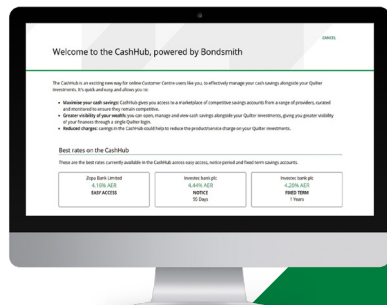 CANCEL
Welcome to the CashHub, powered by Bondsmith
The CashHub is an exciting new way for online Customer Centre users like you, to effectively manage your cash savings alongside your Quilter
investments. It's quick and easy and allows you to:
• Maximise your cash savings: CashHub gives you access to a marketplace of competitive savings accounts from a range of providers, curated
and monitored to ensure they remain competitive.
• Greater visibility of your wealth: you can open, manage and view cash savings alongside your Quilter investments, giving you greater visibility
of your finances through a single Quilter login.
• Reduced charges: savings in the CashHub could help to reduce the product/service charge on your Quilter investments.
Best rates on the CashHub
These are the best rates currently available in the CashHub across easy access, notice period and fixed term savings accounts.
Zopa Bank Limited
4.16% AER
EASY ACCESS
Investec bank plc
4.44% AER
NOTICE
95 Days
Investec bank plc
4.28% AER
FIXED TERM
1 Years